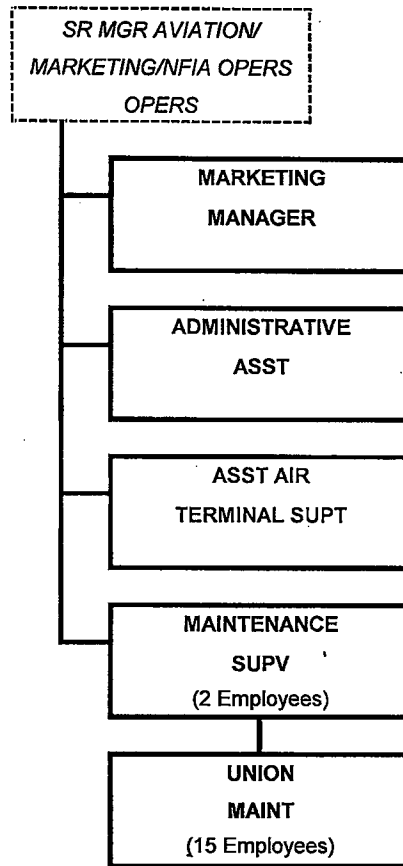 SR MGR AVIATION/
MARKETING/NFIA OPERS
OPERS
MARKETING
MANAGER
ADMINISTRATIVE
ASST
ASST AIR
TERMINAL SUPT
MAINTENANCE
SUPV
(2 Employees)
UNION
MAINT
(15 Employees)